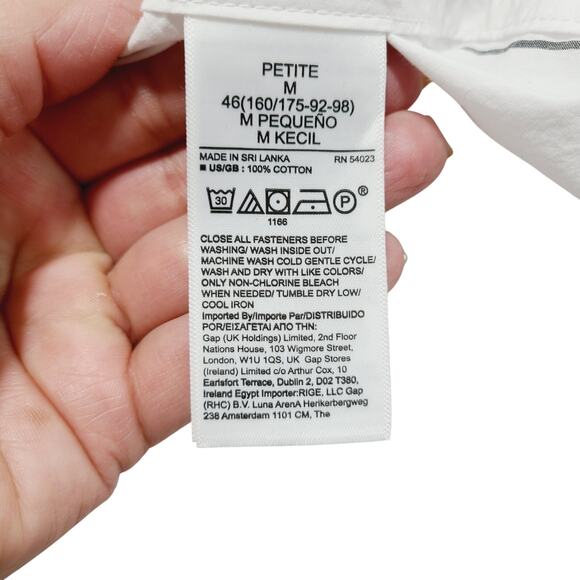 PETITE
M
46(160/175-92-98)
M PEQUEÑO
M KECIL
MADE IN SRI LANKA RN 54023
■ US/GB : 100% COTTON
30 P ®
1166
CLOSE ALL FASTENERS BEFORE
WASHING/ WASH INSIDE OUT/
MACHINE WASH COLD GENTLE CYCLE/
WASH AND DRY WITH LIKE COLORS/
ONLY NON-CHLORINE BLEACH
WHEN NEEDED/ TUMBLE DRY LOW/
COOL IRON
Imported By/Importe Par/DISTRIBUIDO
POR/ΕΙΣΑΓΕΤΑΙ ΑΠΟ ΤΗΝ:
Gap (UK Holdings) Limited, 2nd Floor
Nations House, 103 Wigmore Street,
London, W1U 1QS, UK Gap Stores
(Ireland) Limited c/o Arthur Cox, 10
Earlsfort Terrace, Dublin 2, D02 T380,
Ireland Egypt Importer:RIGE, LLC Gap
(RHC) B.V. Luna ArenA Herikerbergweg
238 Amsterdam 1101 CM, The